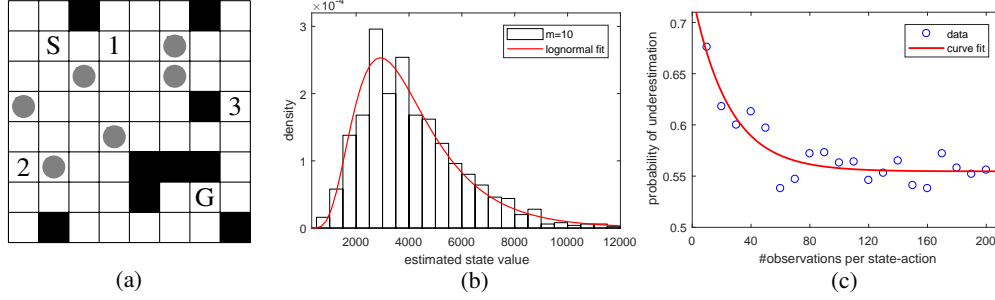 S 1
3
2
G
(a)
×10⁻⁴
3
2
1
0
density
2000 4000 6000 8000 10000 12000
estimated state value
m=10
lognormal fit
(b)
0.7
0.65
0.6
0.55
0.5
probability of underestimation
0 40 80 120 160 200
#observations per state-action
data
curve fit
(c)